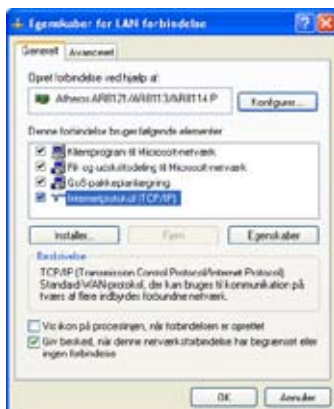 Egenskaber for LAN forbindelse
Generelt Avanceret
Opret forbindelse ved hjælp af:
Atheros AR8121/AR8113/AR8114 P
Konfigurer...
Denne forbindelse bruger følgende elementer
Klientprogram til Microsoft-netværk
Fil- og udskriftsdeling til Microsoft-netværk
QoS-pakkeplanlægning
Internetprotokol (TCP/IP)
Installer... Fjern Egenskaber
Beskrivelse
TCP/IP (Transmission Control Protocol/Internet Protocol).
Standard-WAN-protokol, der kan bruges til kommunikation på
tværs af flere indbyrdes forbundne netværk.
Vis ikon på proceslinjen, når forbindelsen er oprettet
Giv besked, når denne netværksforbindelse har begrænset eller
ingen forbindelse
OK Annuller